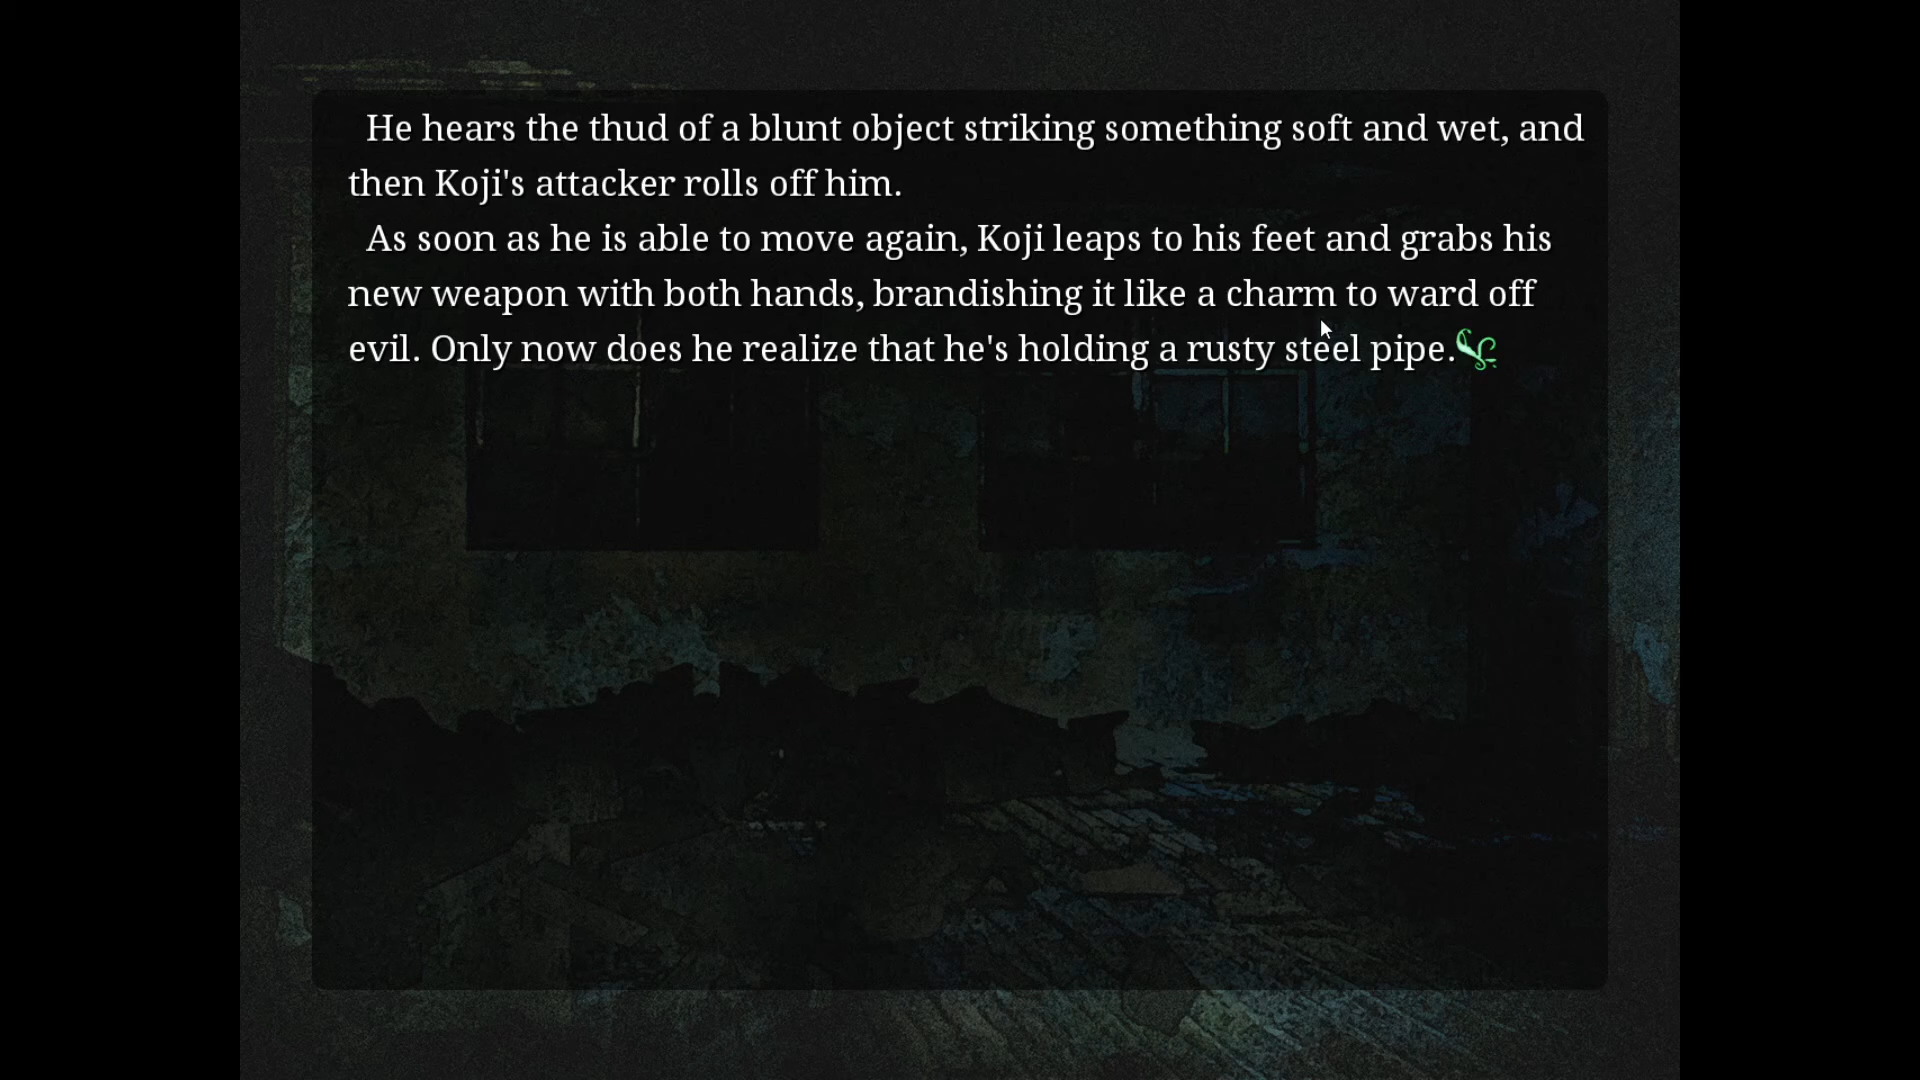 He hears the thud of a blunt object striking something soft and wet, and
then Koji's attacker rolls off him.
As soon as he is able to move again, Koji leaps to his feet and grabs his
new weapon with both hands, brandishing it like a charm to ward off
evil. Only now does he realize that he's holding a rusty steel pipe.